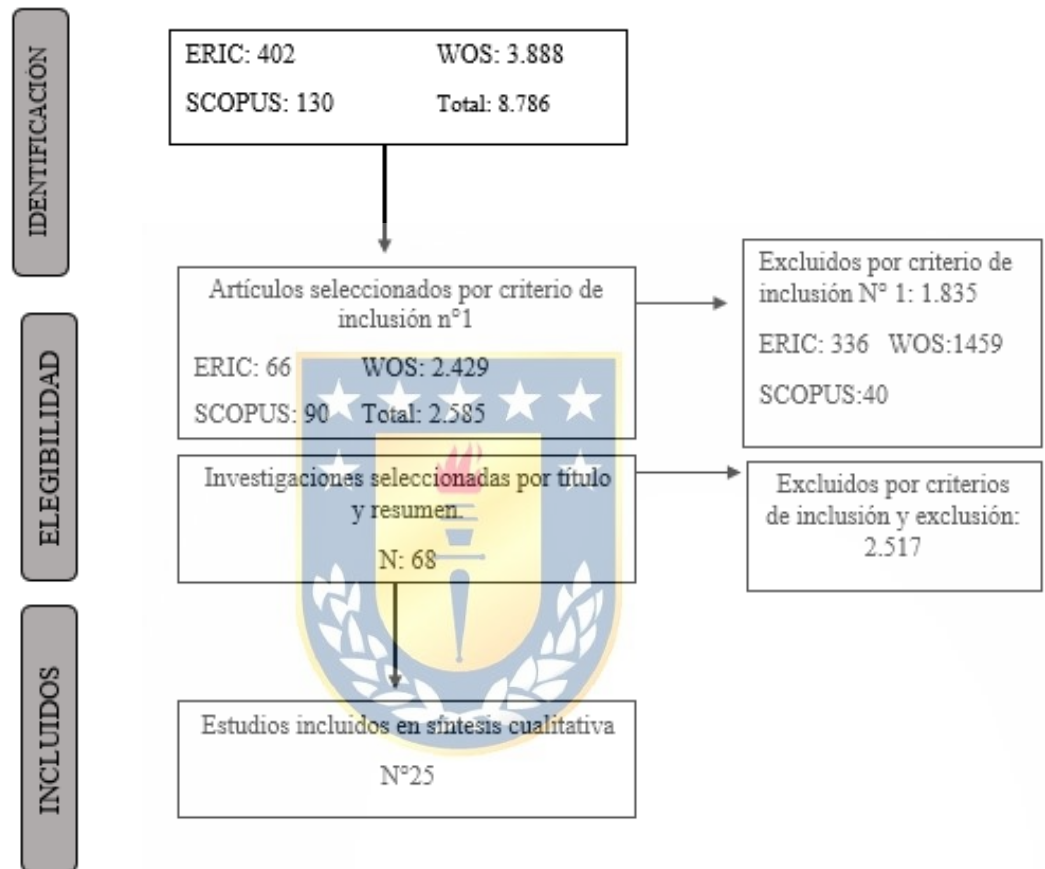 IDENTIFICACIÓN
ERIC: 402 WOS: 3.888
SCOPUS: 130 Total: 8.786
ELEGIBILIDAD
Artículos seleccionados por criterio de
inclusión n°1
ERIC: 66 WOS: 2.429
SCOPUS: 90 Total: 2.585
Excluidos por criterio de
inclusión N° 1: 1.835
ERIC: 336 WOS:1459
SCOPUS:40
Investigaciones seleccionadas por título
y resumen.
N: 68
Excluidos por criterios
de inclusión y exclusión:
2.517
INCLUIDOS
Estudios incluidos en síntesis cualitativa
N°25